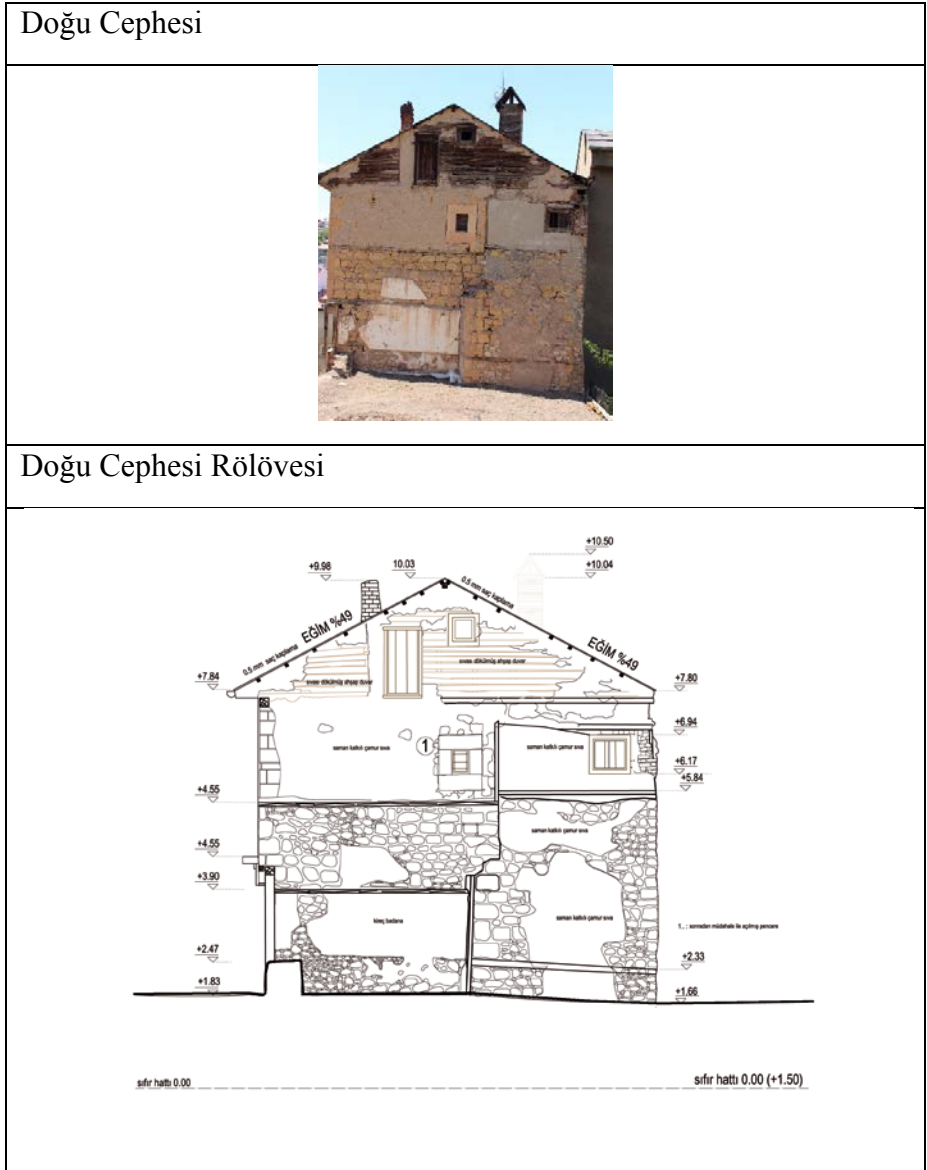 Doğu Cephesi
Doğu Cephesi Rölövesi
+10.50
+9.98
10.03
+10.04
0.5 mm saç kaplama
EĞİM %49
0.5 mm saç kaplama
EĞİM %49
sıvası dökülmüş ahşap duvar
+7.84
sıvası dökülmüş ahşap duvar
+7.80
+6.94
saman katkılı çamur sıva
1
saman katkılı çamur sıva
+6.17
+5.84
+4.55
saman katkılı çamur sıva
+4.55
+3.90
kireç badana
saman katkılı çamur sıva
1.. : sonradan müdahale ile açılmış pencere
+2.47
+2.33
+1.83
+1.66
sıfır hattı 0.00
sıfır hattı 0.00 (+1.50)